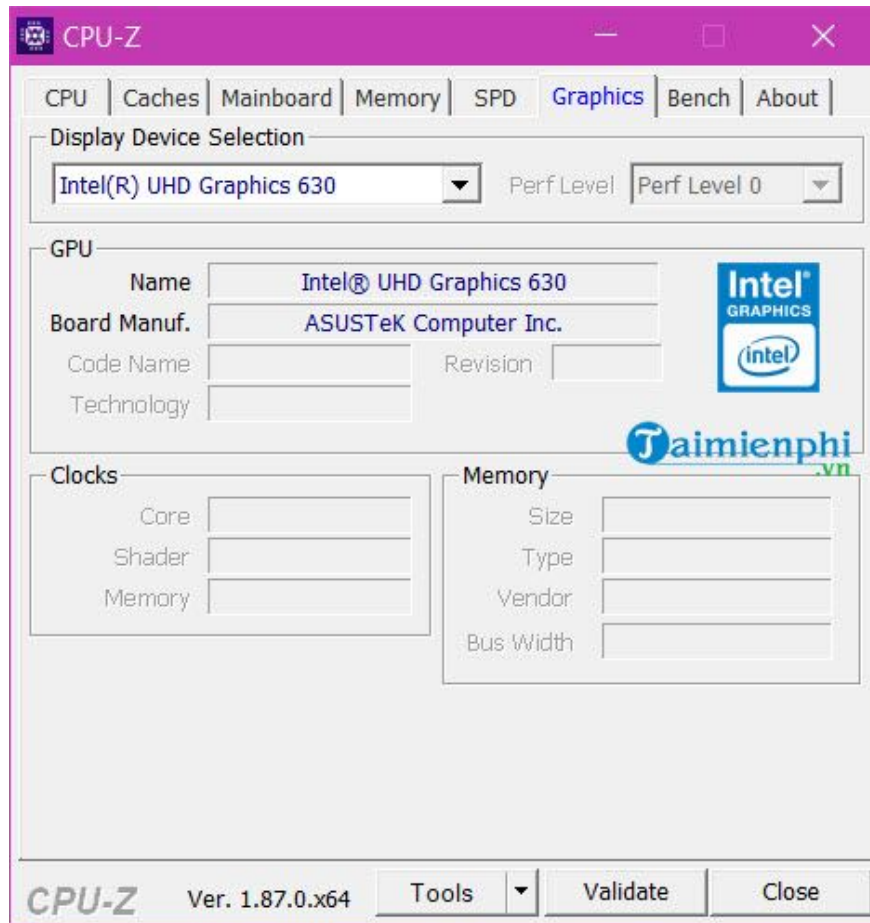 CPU-Z
CPU Caches Mainboard Memory SPD Graphics Bench About
Display Device Selection
Intel(R) UHD Graphics 630 Perf Level Perf Level 0
GPU
Name Intel® UHD Graphics 630
Board Manuf. ASUSTeK Computer Inc.
Code Name Revision
Technology
Intel®
GRAPHICS
(intel)
Taimienphi
.vn
Clocks
Core
Shader
Memory
Memory
Size
Type
Vendor
Bus Width
CPU-Z Ver. 1.87.0.x64 Tools Validate Close